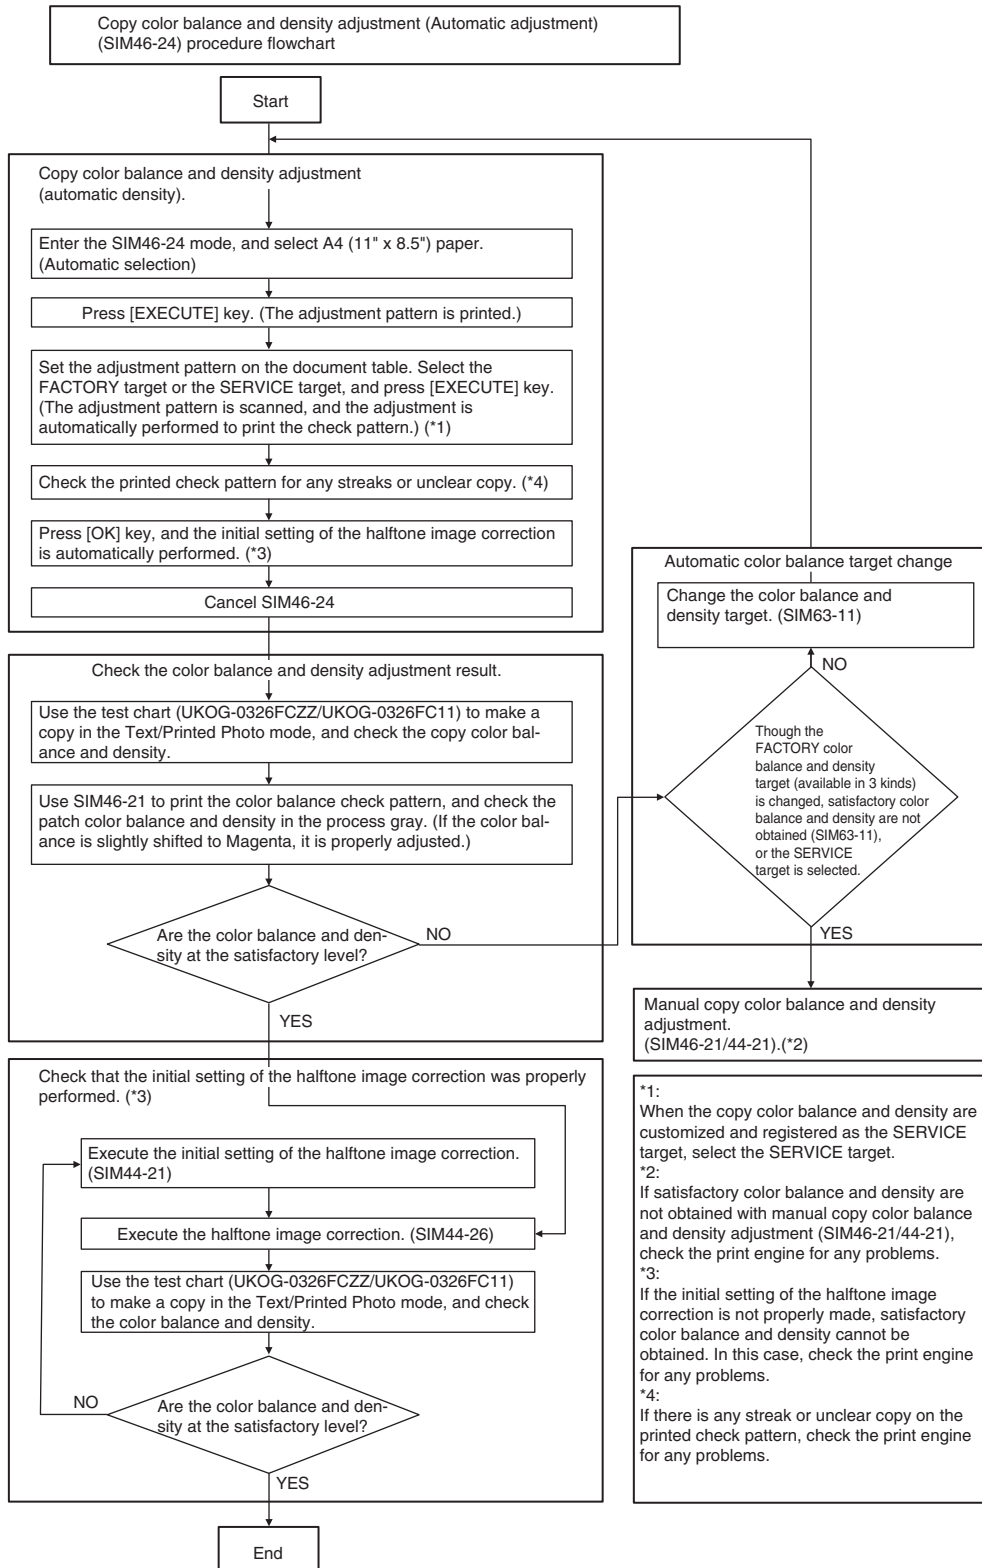 Copy color balance and density adjustment (Automatic adjustment)
(SIM46-24) procedure flowchart
Start
Copy color balance and density adjustment
(automatic density).
Enter the SIM46-24 mode, and select A4 (11" x 8.5") paper.
(Automatic selection)
Press [EXECUTE] key. (The adjustment pattern is printed.)
Set the adjustment pattern on the document table. Select the
FACTORY target or the SERVICE target, and press [EXECUTE] key.
(The adjustment pattern is scanned, and the adjustment is
automatically performed to print the check pattern.) (*1)
Check the printed check pattern for any streaks or unclear copy. (*4)
Press [OK] key, and the initial setting of the halftone image correction
is automatically performed. (*3)
Cancel SIM46-24
Check the color balance and density adjustment result.
Use the test chart (UKOG-0326FCZZ/UKOG-0326FC11) to make a
copy in the Text/Printed Photo mode, and check the copy color bal-
ance and density.
Use SIM46-21 to print the color balance check pattern, and check the
patch color balance and density in the process gray. (If the color bal-
ance is slightly shifted to Magenta, it is properly adjusted.)
Are the color balance and den-
sity at the satisfactory level?
NO
YES
Automatic color balance target change
Change the color balance and
density target. (SIM63-11)
NO
Though the
FACTORY color
balance and density
target (available in 3 kinds)
is changed, satisfactory color
balance and density are not
obtained (SIM63-11),
or the SERVICE
target is selected.
YES
Manual copy color balance and density
adjustment.
(SIM46-21/44-21).(*2)
Check that the initial setting of the halftone image correction was properly
performed. (*3)
Execute the initial setting of the halftone image correction.
(SIM44-21)
Execute the halftone image correction. (SIM44-26)
Use the test chart (UKOG-0326FCZZ/UKOG-0326FC11)
to make a copy in the Text/Printed Photo mode, and check
the color balance and density.
NO
Are the color balance and den-
sity at the satisfactory level?
YES
End
*1:
When the copy color balance and density are
customized and registered as the SERVICE
target, select the SERVICE target.
*2:
If satisfactory color balance and density are
not obtained with manual copy color balance
and density adjustment (SIM46-21/44-21),
check the print engine for any problems.
*3:
If the initial setting of the halftone image
correction is not properly made, satisfactory
color balance and density cannot be
obtained. In this case, check the print engine
for any problems.
*4:
If there is any streak or unclear copy on the
printed check pattern, check the print engine
for any problems.